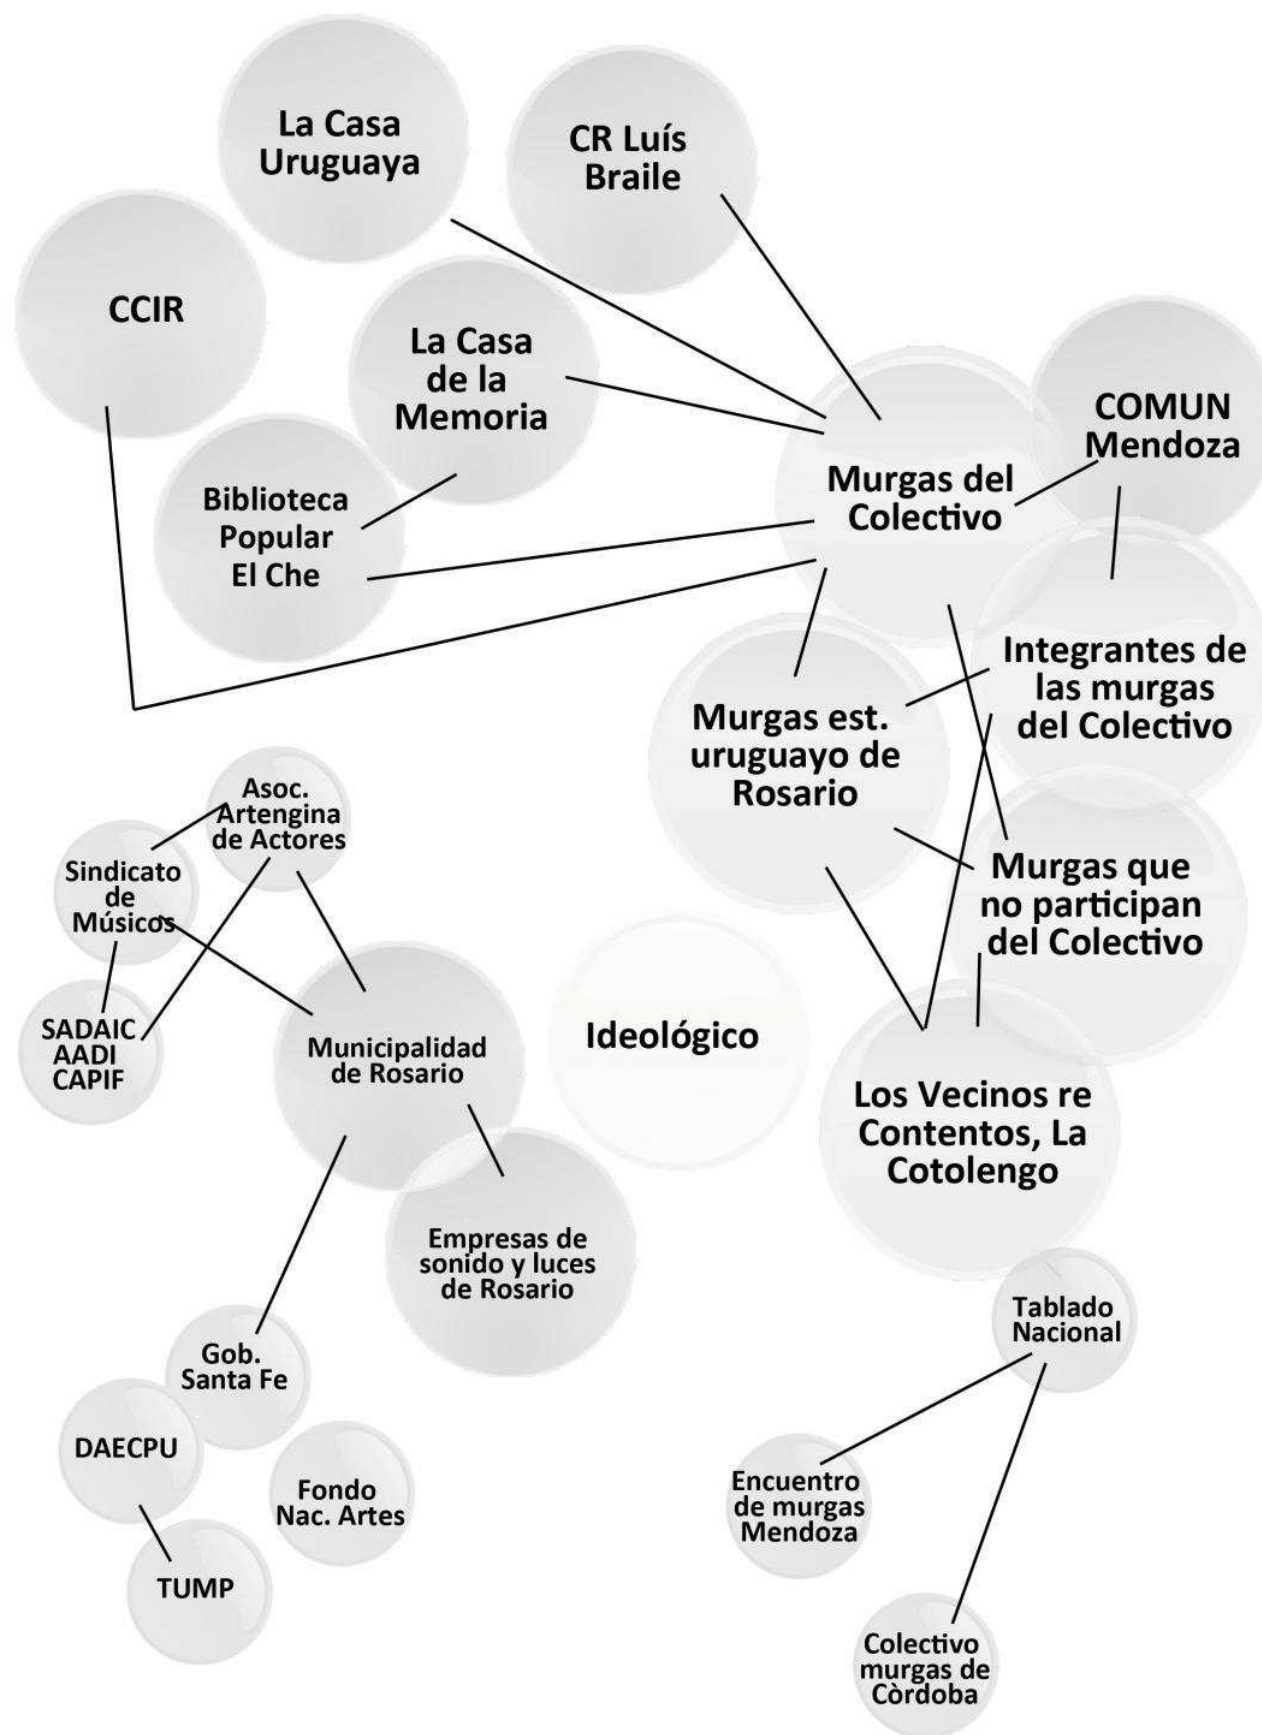 La Casa
Uruguaya
CR Luís
Braile
CCIR
La Casa
de la
Memoria
COMUN
Mendoza
Biblioteca
Popular
El Che
Murgas del
Colectivo
Integrantes de
las murgas
del Colectivo
Murgas est.
uruguayo de
Rosario
Asoc.
Artengina
de Actores
Sindicato
de
Músicos
Murgas que
no participan
del Colectivo
SADAIC
AADI
CAPIF
Municipalidad
de Rosario
Ideológico
Los Vecinos re
Contentos, La
Cotolengo
Empresas de
sonido y luces
de Rosario
Tablado
Nacional
Gob.
Santa Fe
DAECPU
Fondo
Nac. Artes
Encuentro
de murgas
Mendoza
TUMP
Colectivo
murgas de
Còrdoba